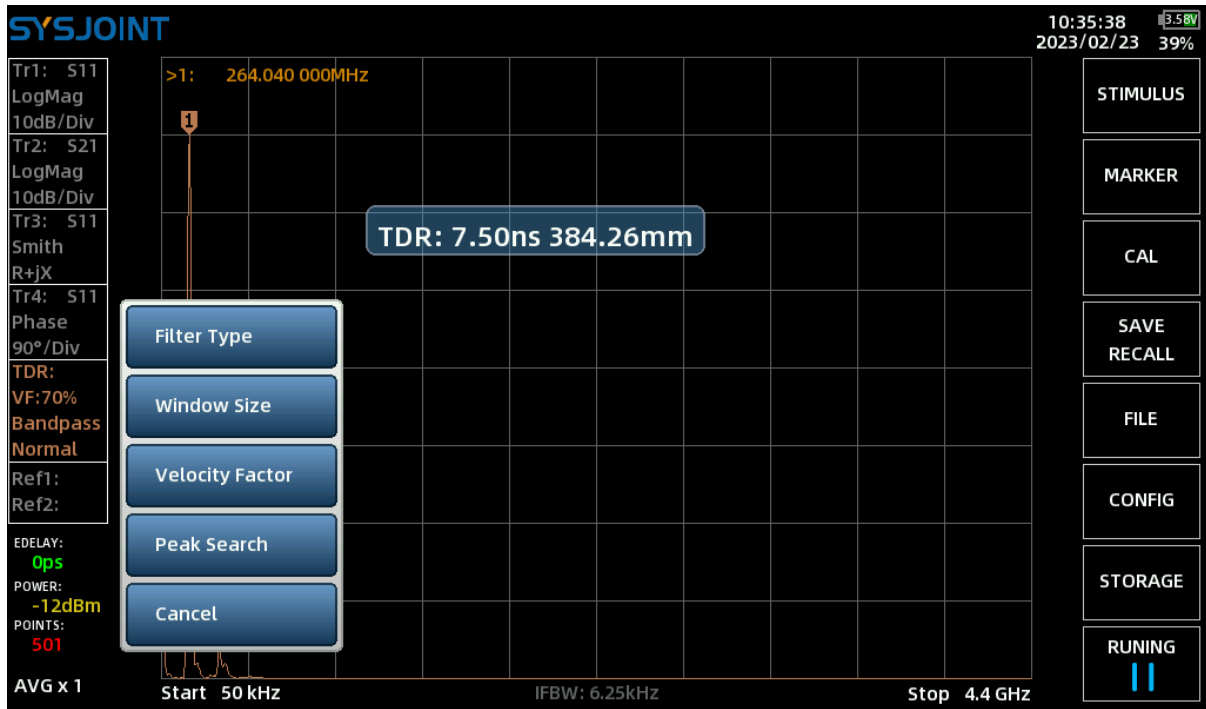 SYSJOINT
10:35:38 3.58V
2023/02/23 39%
Tr1: S11
LogMag
10dB/Div
Tr2: S21
LogMag
10dB/Div
Tr3: S11
Smith
R+jX
Tr4: S11
Phase
90°/Div
TDR:
VF:70%
Bandpass
Normal
Ref1:
Ref2:
EDELAY:
0ps
POWER:
-12dBm
POINTS:
501
AVG x 1
>1: 264.040 000MHz
1
TDR: 7.50ns 384.26mm
Filter Type
Window Size
Velocity Factor
Peak Search
Cancel
Start 50 kHz IFBW: 6.25kHz Stop 4.4 GHz
STIMULUS
MARKER
CAL
SAVE
RECALL
FILE
CONFIG
STORAGE
RUNING